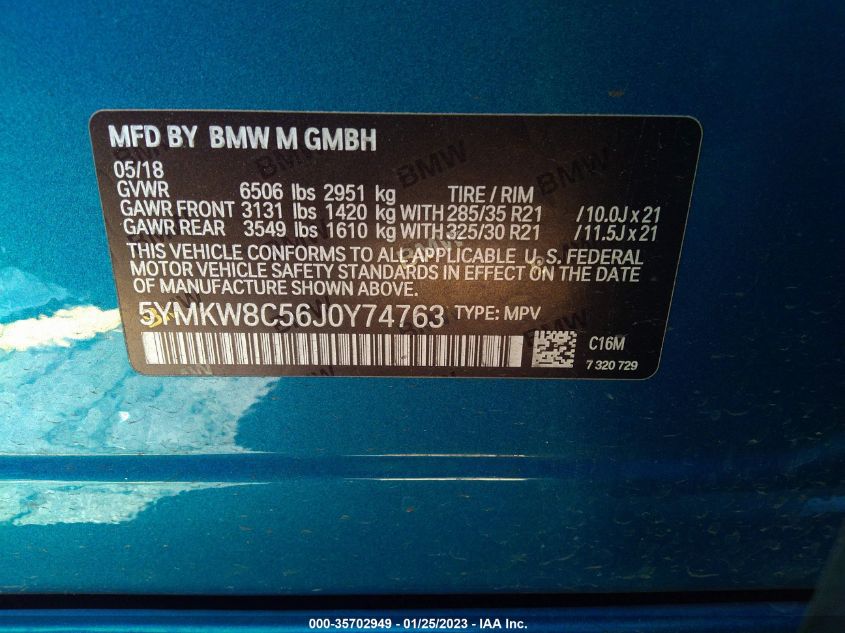 MFD BY BMW M GMBH
05/18
GVWR 6506 lbs 2951 kg TIRE / RIM
GAWR FRONT 3131 lbs 1420 kg WITH 285/35 R21 / 10.0J x 21
GAWR REAR 3549 lbs 1610 kg WITH 325/30 R21 / 11.5J x 21
THIS VEHICLE CONFORMS TO ALL APPLICABLE U.S. FEDERAL
MOTOR VEHICLE SAFETY STANDARDS IN EFFECT ON THE DATE
OF MANUFACTURE SHOWN ABOVE.
5YMKW8C56J0Y74763 TYPE: MPV
C16M
7 320 729
000-35702949 - 01/25/2023 - IAA Inc.